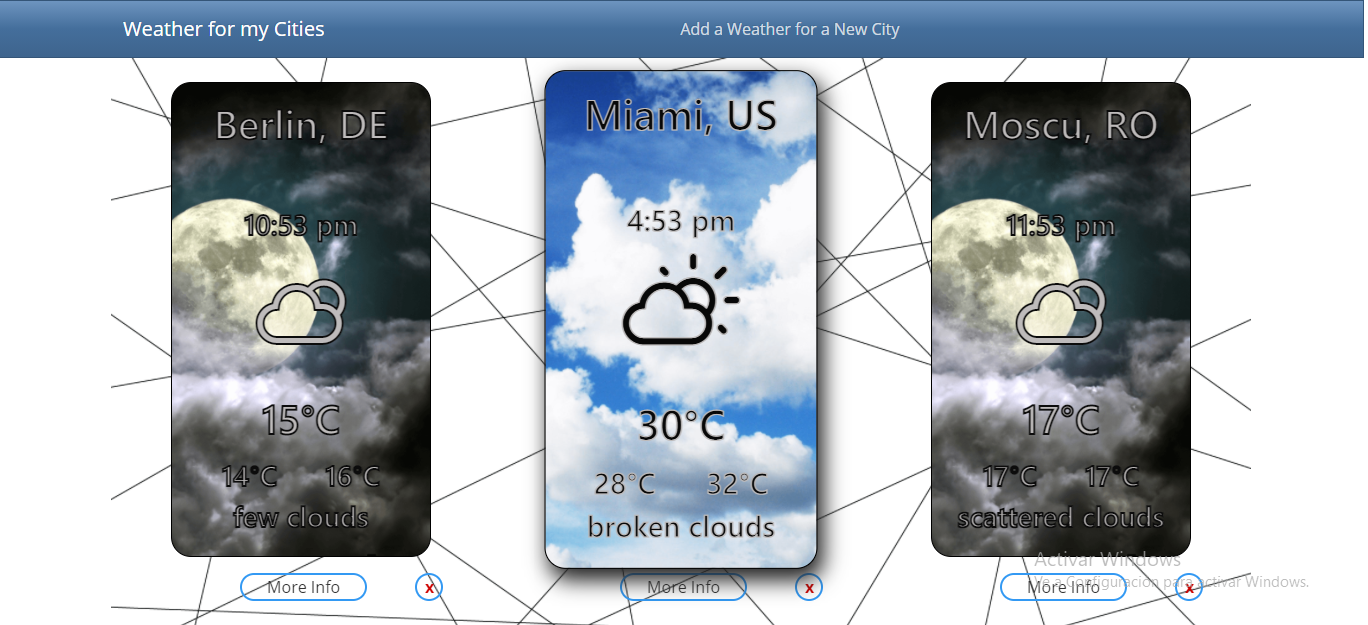 Weather for my Cities
Add a Weather for a New City
Berlin, DE
10:53 pm
15°C
14°C 16°C
few clouds
More Info x
Miami, US
4:53 pm
30°C
28°C 32°C
broken clouds
More Info x
Moscu, RO
11:53 pm
17°C
17°C 17°C
scattered clouds
More Info x
Activar Windows
Ve a Configuración para activar Windows.